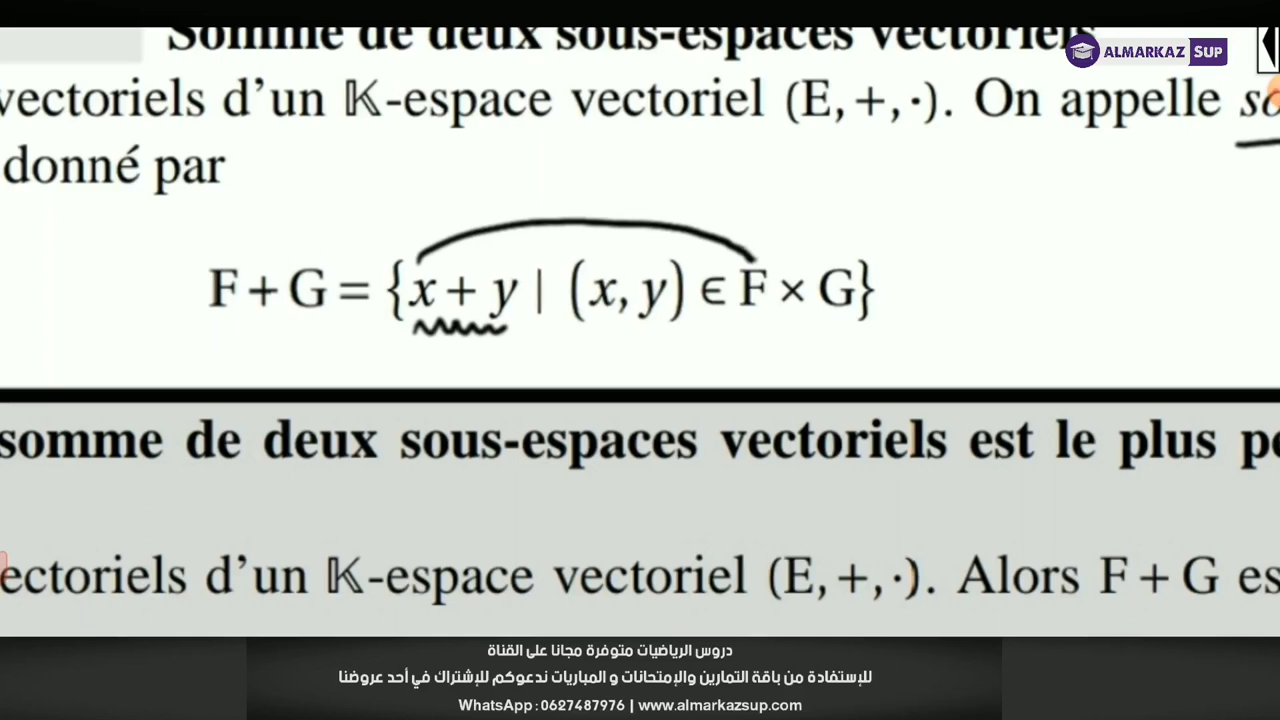 Somme de deux sous-espaces vectoriels
ALMARKAZ SUP
vectoriels d'un 𝕂-espace vectoriel (E, +, ·). On appelle
donné par
F + G = {x + y | (x, y) ∈ F × G}
somme de deux sous-espaces vectoriels est le plus
d'un 𝕂-espace vectoriel (E, +, ·). Alors F + G
دروس الرياضيات متوفرة مجانا على القناة
للإستفادة من باقة التمارين والإمتحانات و المباريات ندعوكم للإشتراك في أحد عروضنا
WhatsApp : 0627487976 | www.almarkazsup.com